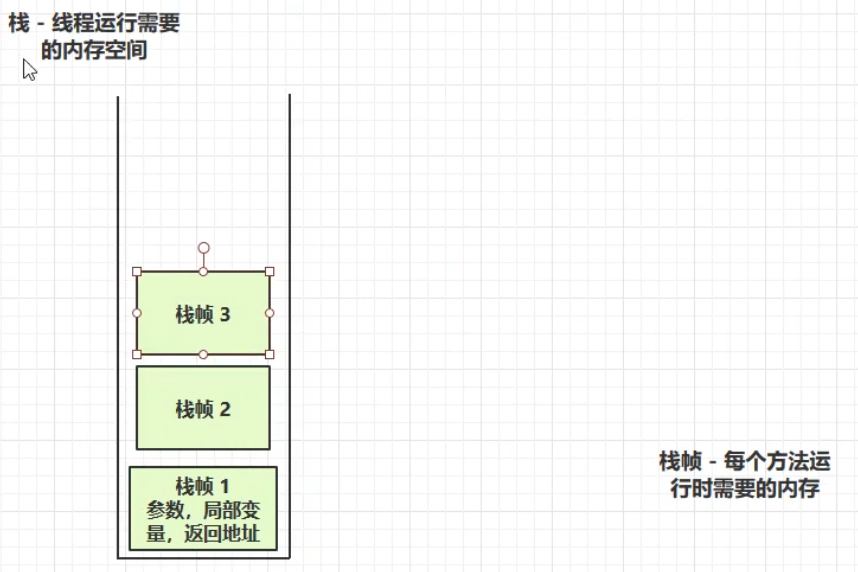 栈 - 线程运行需要
的内存空间
栈帧 3
栈帧 2
栈帧 1
参数，局部变
量，返回地址
栈帧 - 每个方法运
行时需要的内存